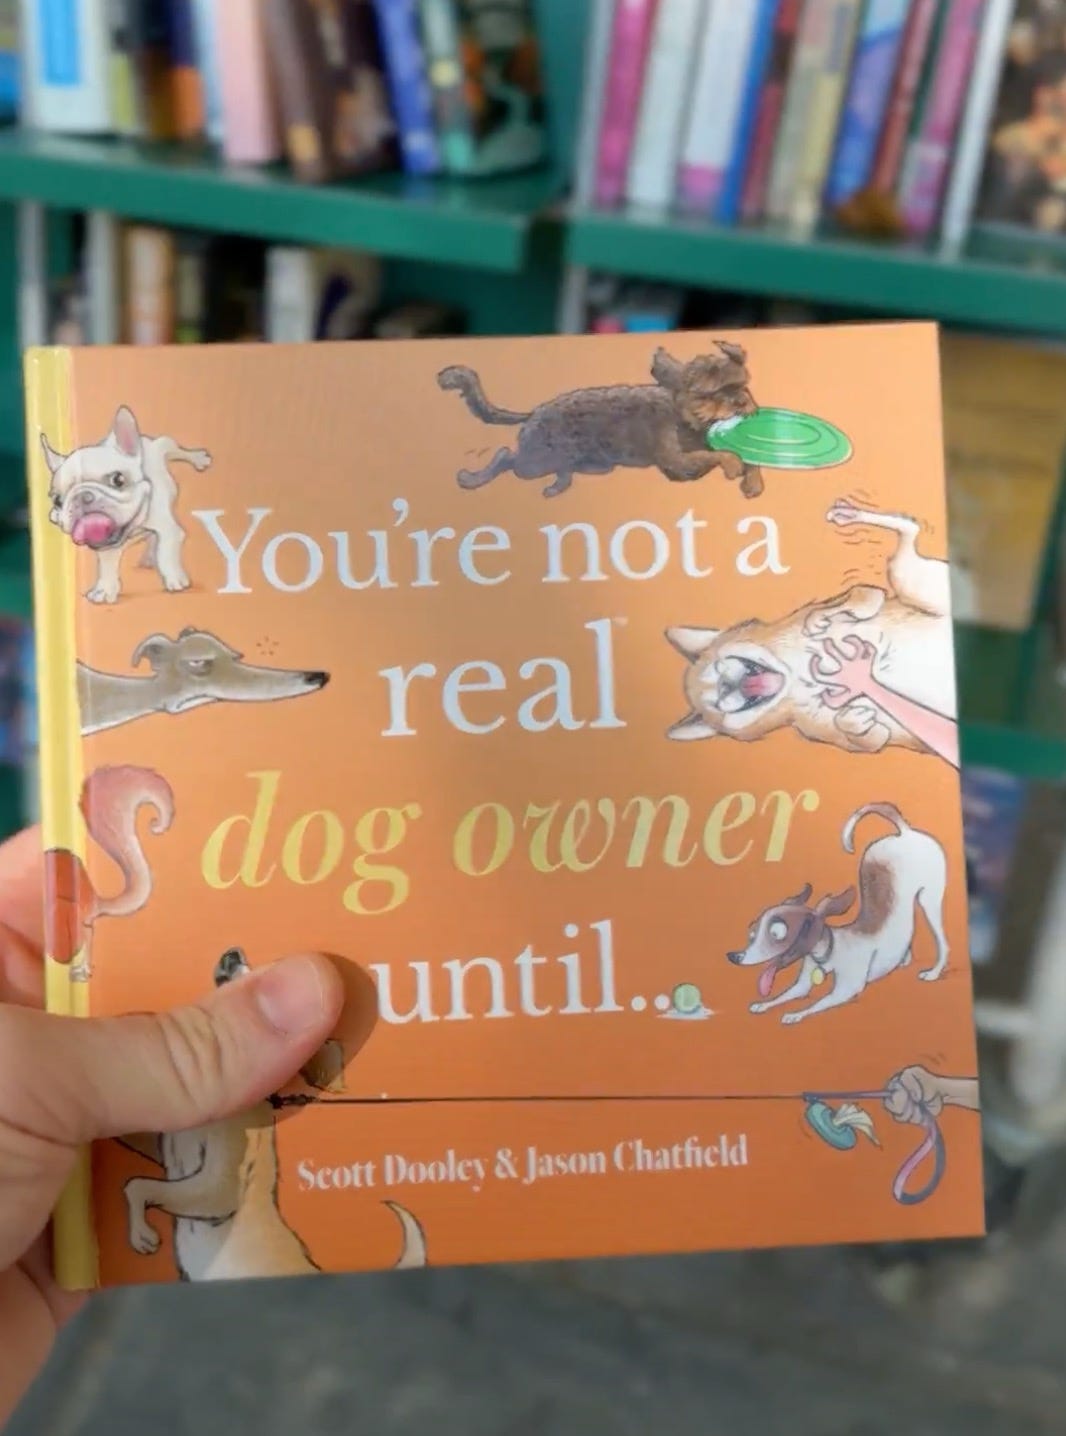 You're not a
real
dog owner
until...
Scott Dooley & Jason Chatfield